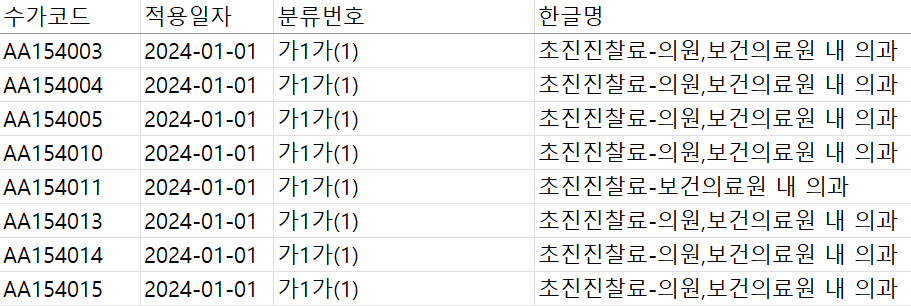 수가코드 적용일자 분류번호 한글명
AA154003 2024-01-01 가1가(1) 초진진찰료-의원,보건의료원 내 의과
AA154004 2024-01-01 가1가(1) 초진진찰료-의원,보건의료원 내 의과
AA154005 2024-01-01 가1가(1) 초진진찰료-의원,보건의료원 내 의과
AA154010 2024-01-01 가1가(1) 초진진찰료-의원,보건의료원 내 의과
AA154011 2024-01-01 가1가(1) 초진진찰료-보건의료원 내 의과
AA154013 2024-01-01 가1가(1) 초진진찰료-의원,보건의료원 내 의과
AA154014 2024-01-01 가1가(1) 초진진찰료-의원,보건의료원 내 의과
AA154015 2024-01-01 가1가(1) 초진진찰료-의원,보건의료원 내 의과